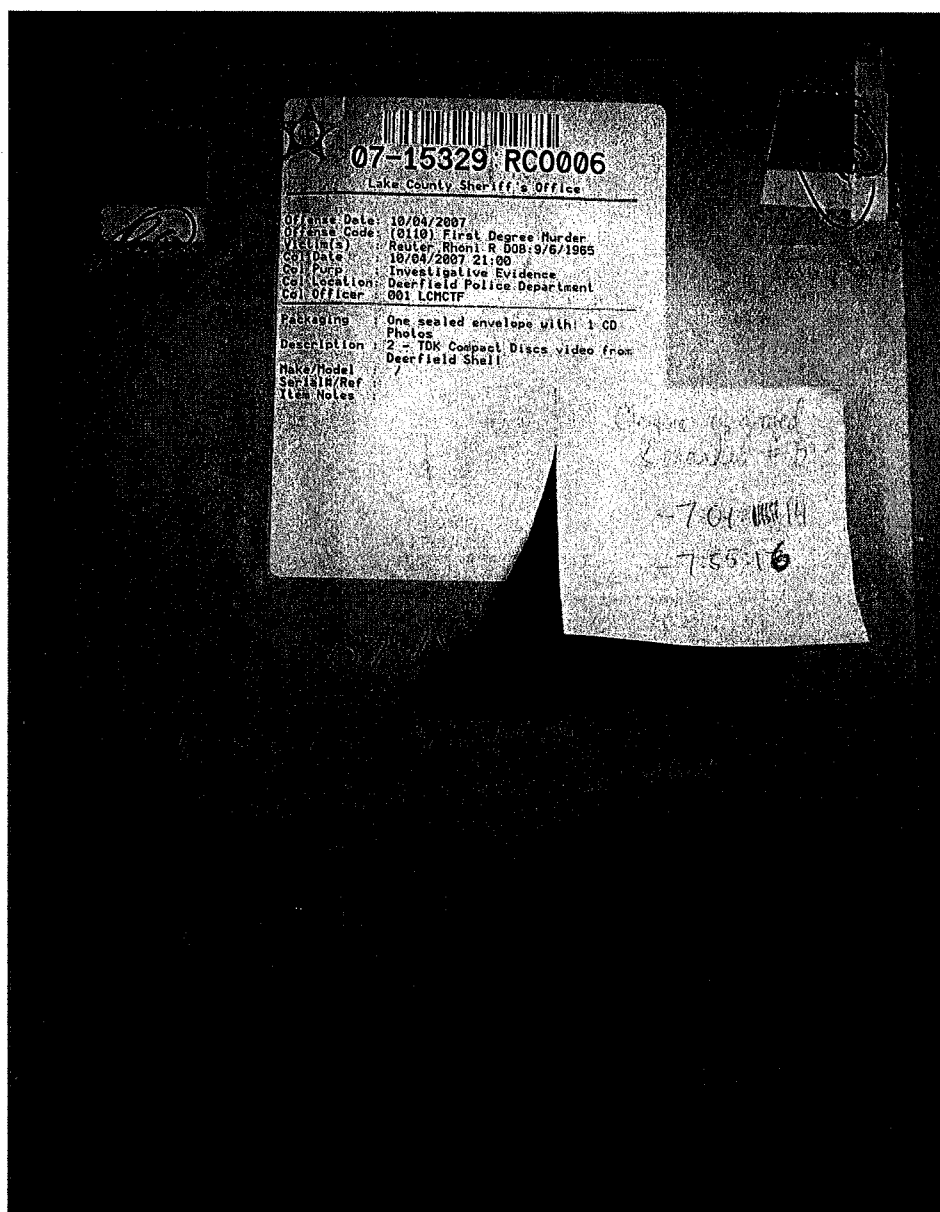 07-15329 RC0006
Lake County Sheriff's Office
Offense Date: 10/04/2007
Offense Code: (0110) First Degree Murder
Victim(s) : Reuter Rhoni R DOB:9/6/1965
Col Date : 10/04/2007 21:00
Col Purp : Investigative Evidence
Col Location: Deerfield Police Department
Col Officer : 001 LCMCTF
Packaging : One sealed envelope with: 1 CD
Photos
Description : 2 - TDK Compact Discs video from
Deerfield Shell
Make/Model : /
Serial#/Ref :
Item Notes :
-7:04: 14
-7:55:16